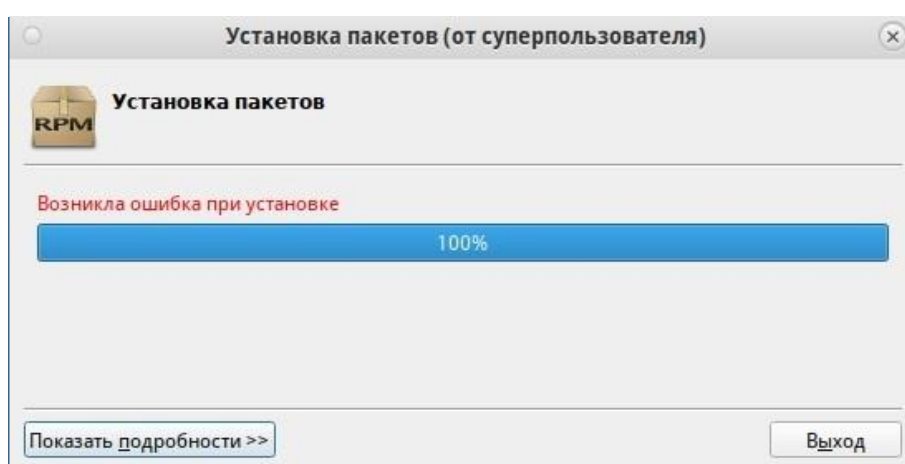 Установка пакетов (от суперпользователя)
RPM
Установка пакетов
Возникла ошибка при установке
100%
Показать подробности >>
Выход